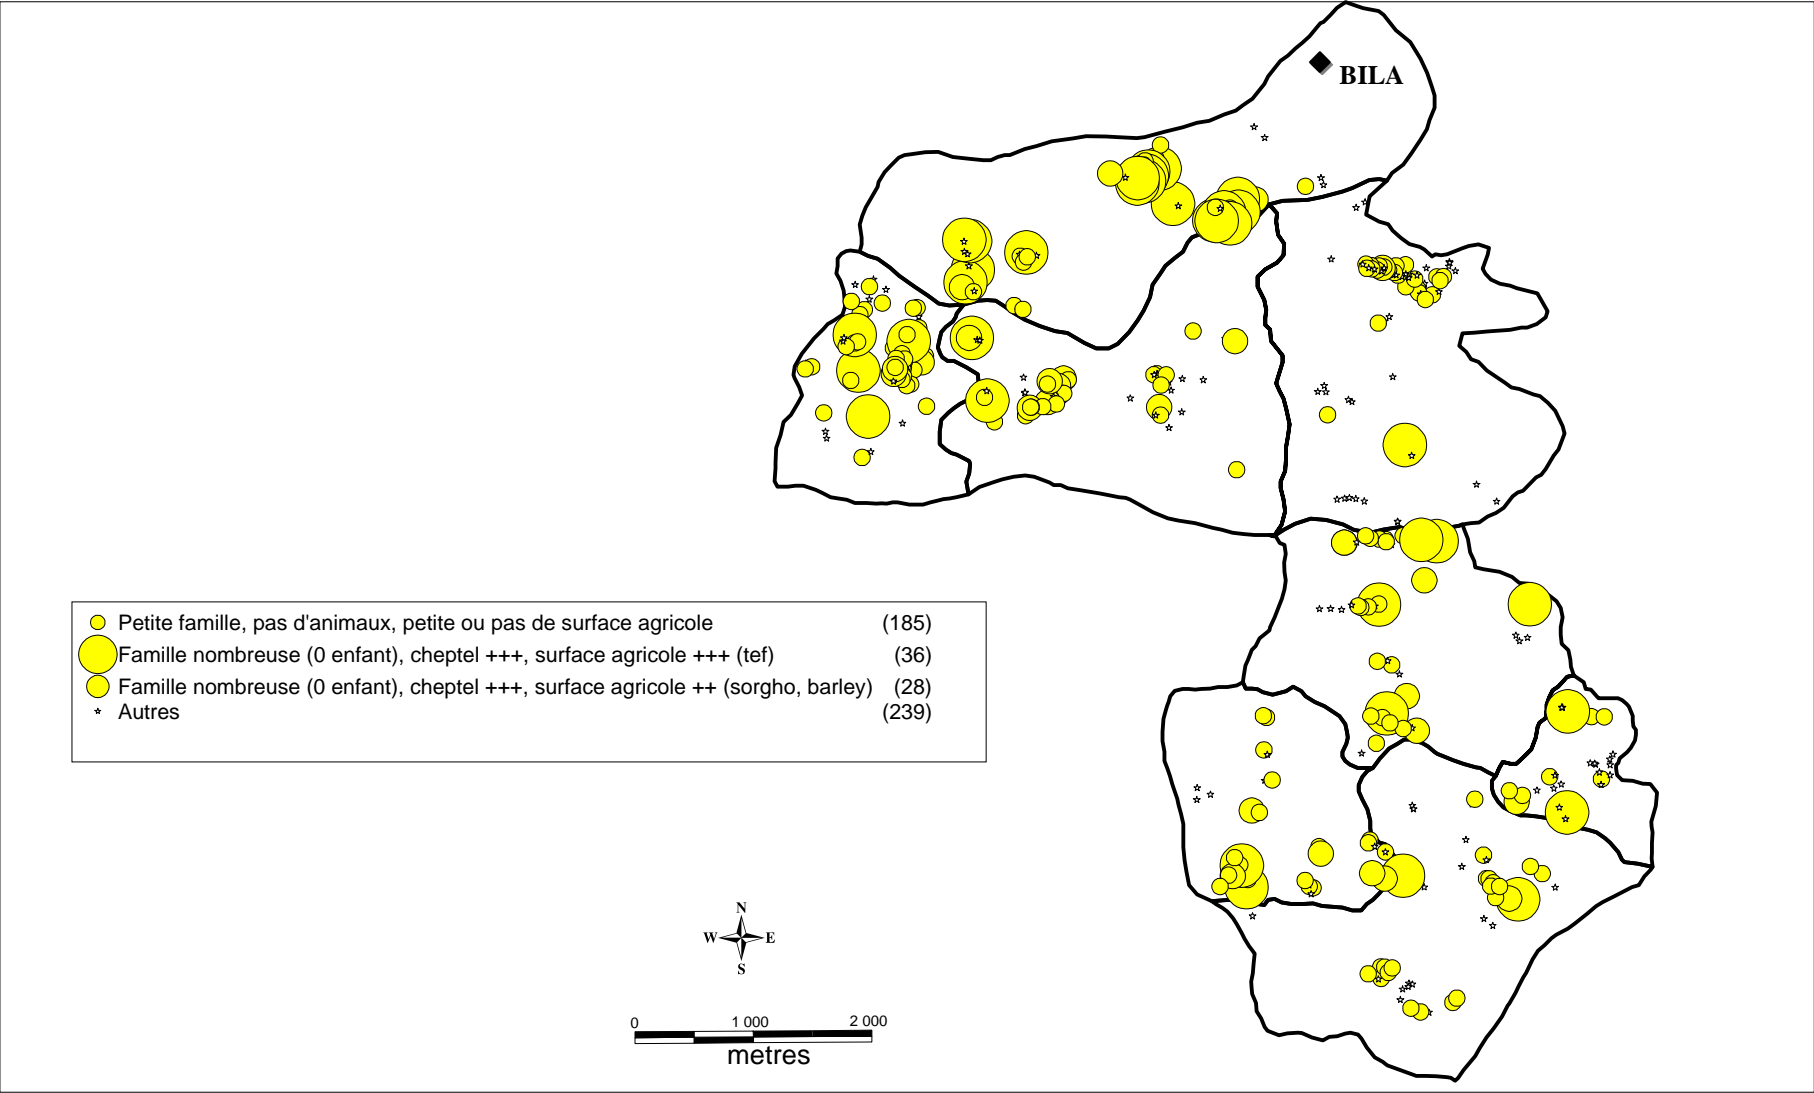 BILA
Petite famille, pas d'animaux, petite ou pas de surface agricole (185)
Famille nombreuse (0 enfant), cheptel +++, surface agricole +++ (tef) (36)
Famille nombreuse (0 enfant), cheptel +++, surface agricole ++ (sorgho, barley) (28)
Autres (239)
N
W E
S
0 1 000 2 000
metres